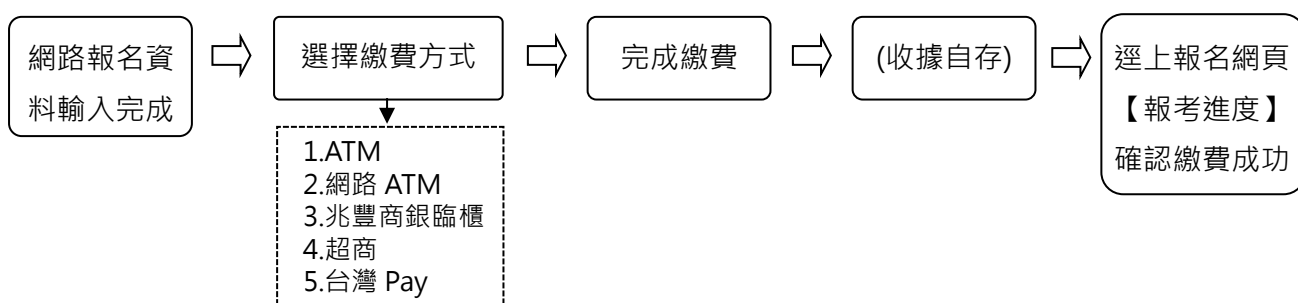 網路報名資
料輸入完成
選擇繳費方式
1.ATM
2.網路 ATM
3.兆豐商銀臨櫃
4.超商
5.台灣 Pay
完成繳費
(收據自存)
逕上報名網頁
【報考進度】
確認繳費成功